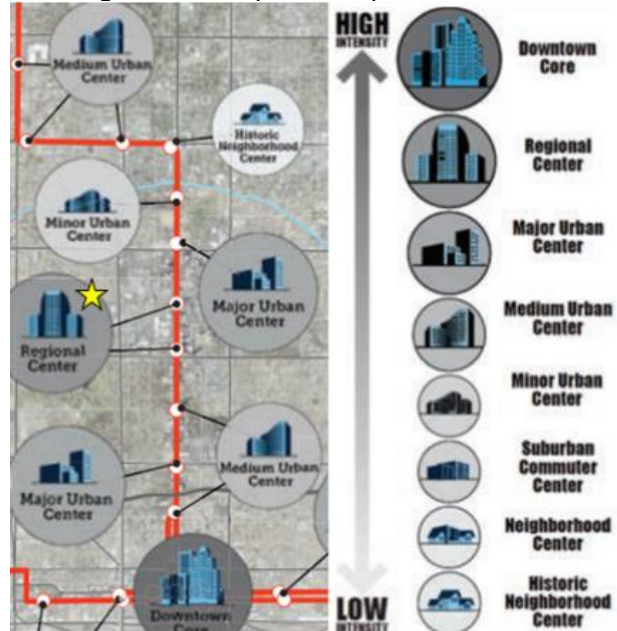 Medium Urban
Center
Historic
Neighborhood
Center
Minor Urban
Center
Major Urban
Center
Regional
Center
Medium Urban
Center
Major Urban
Center
Downtown
Core
HIGH
INTENSITY
LOW
INTENSITY
Downtown
Core
Regional
Center
Major Urban
Center
Medium Urban
Center
Minor Urban
Center
Suburban
Commuter
Center
Neighborhood
Center
Historic
Neighborhood
Center